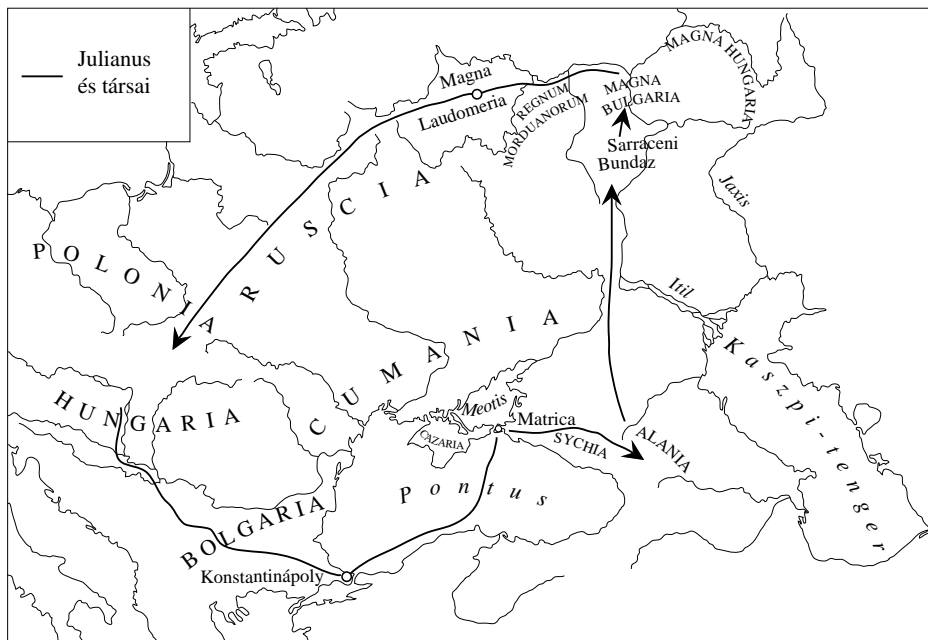 Julianus
és társai
Magna
Laudomeria
REGNUM
MORDUANORUM
MAGNA
BULGARIA
MAGNA HUNGARIA
Sarraceni
Bundaz
Jaxis
POLONIA
RUSCIA
Itil
HUNGARIA
CUMANIA
Meotis
Matrica
CAZARIA
SYCHIA
ALANIA
Kaszpi-tenger
Pontus
BOLGARIA
Konstantinápoly